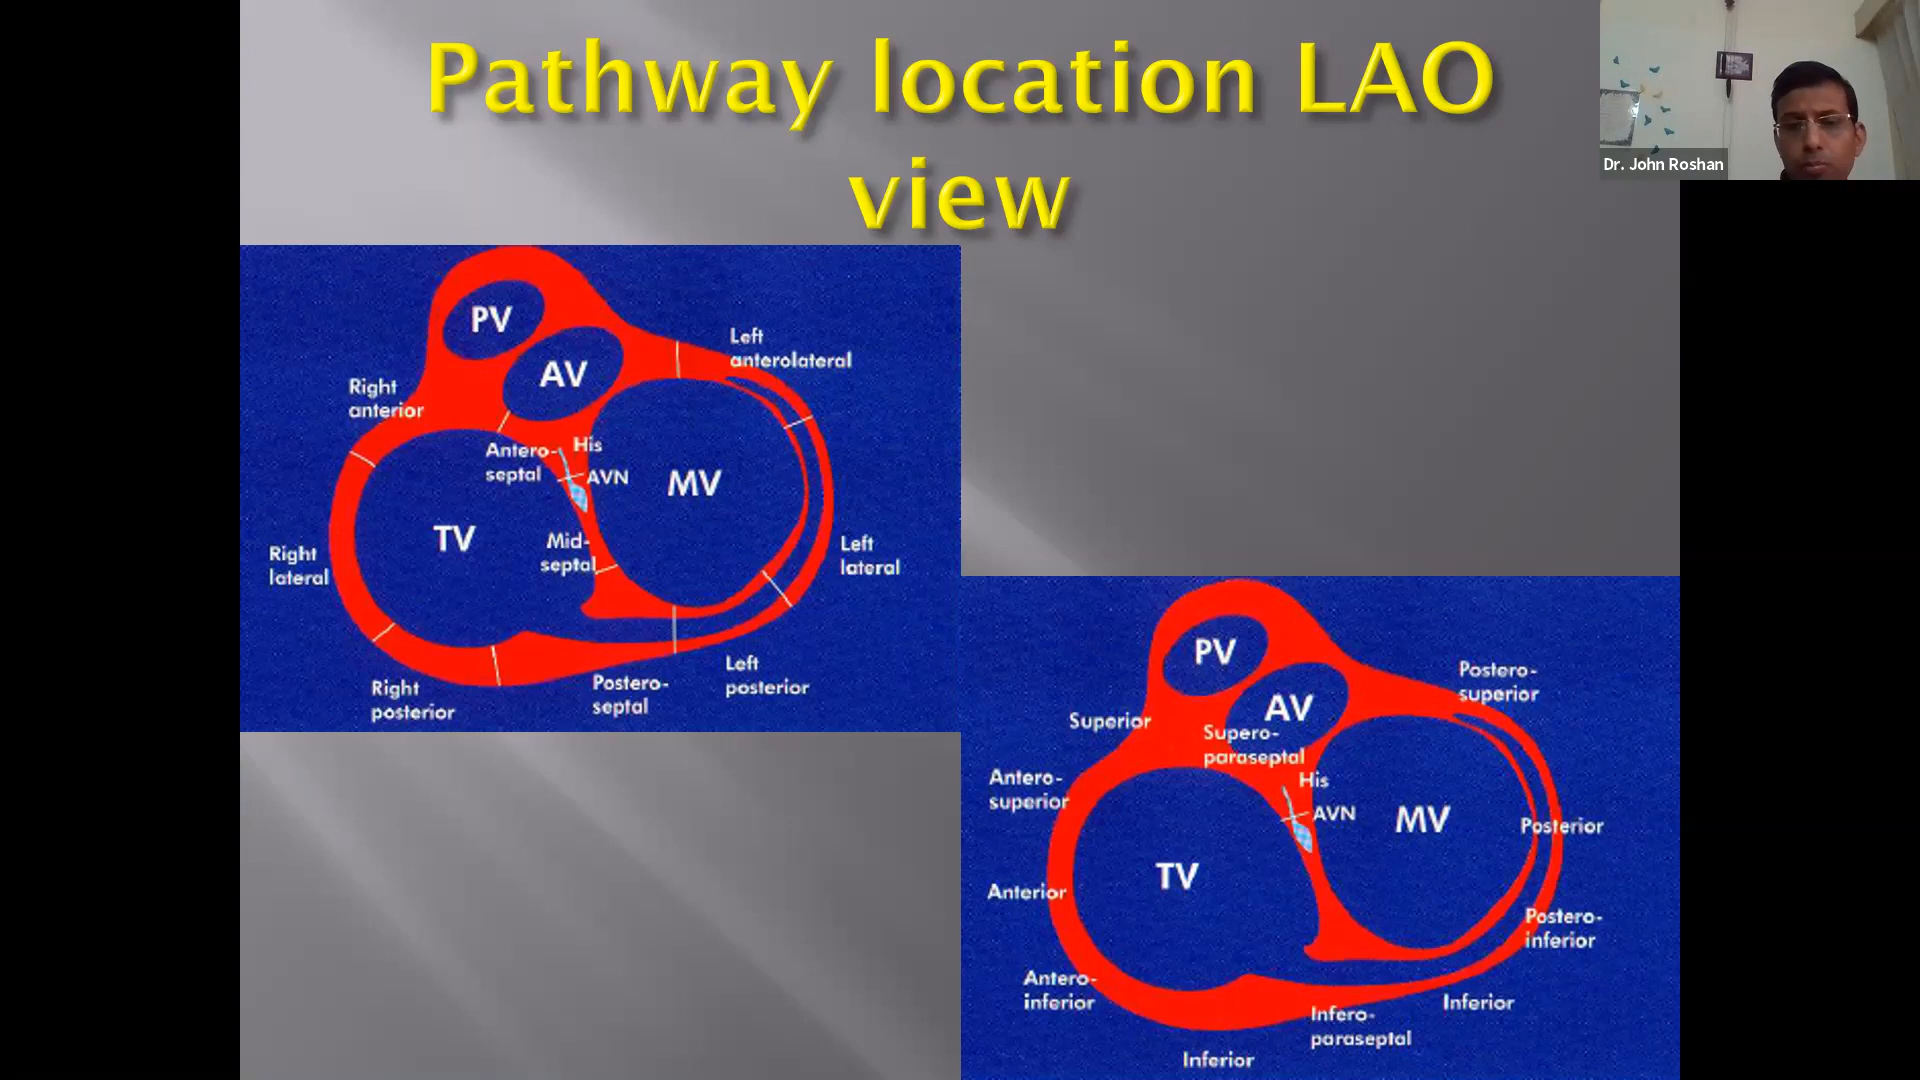 Pathway location LAO
view
Dr. John Roshan
PV
AV
Left
anterolateral
Right
anterior
Antero-
septal
His
AVN
MV
TV
Mid-
septal
Right
lateral
Left
lateral
Right
posterior
Postero-
septal
Left
posterior
PV
AV
Postero-
superior
Superior
Supero-
paraseptal
Antero-
superior
His
AVN
MV
Posterior
TV
Anterior
Postero-
inferior
Antero-
inferior
Inferior
Infero-
paraseptal
Inferior